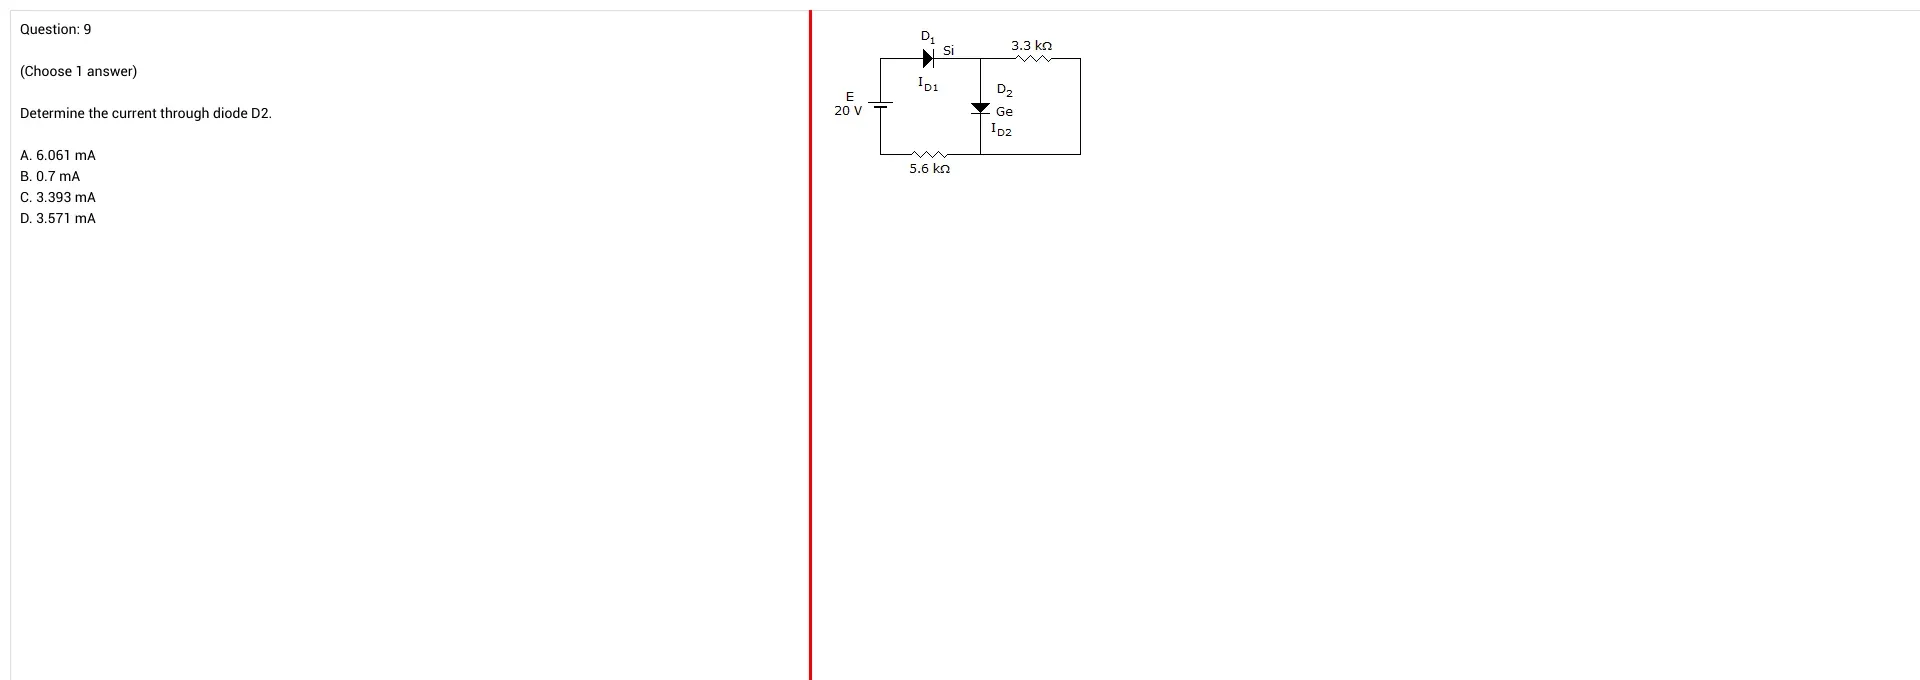 Question: 9
(Choose 1 answer)
Determine the current through diode D2.
A. 6.061 mA
B. 0.7 mA
C. 3.393 mA
D. 3.571 mA
D1
Si
3.3 kΩ
ID1
E
20 V
D2
Ge
ID2
5.6 kΩ